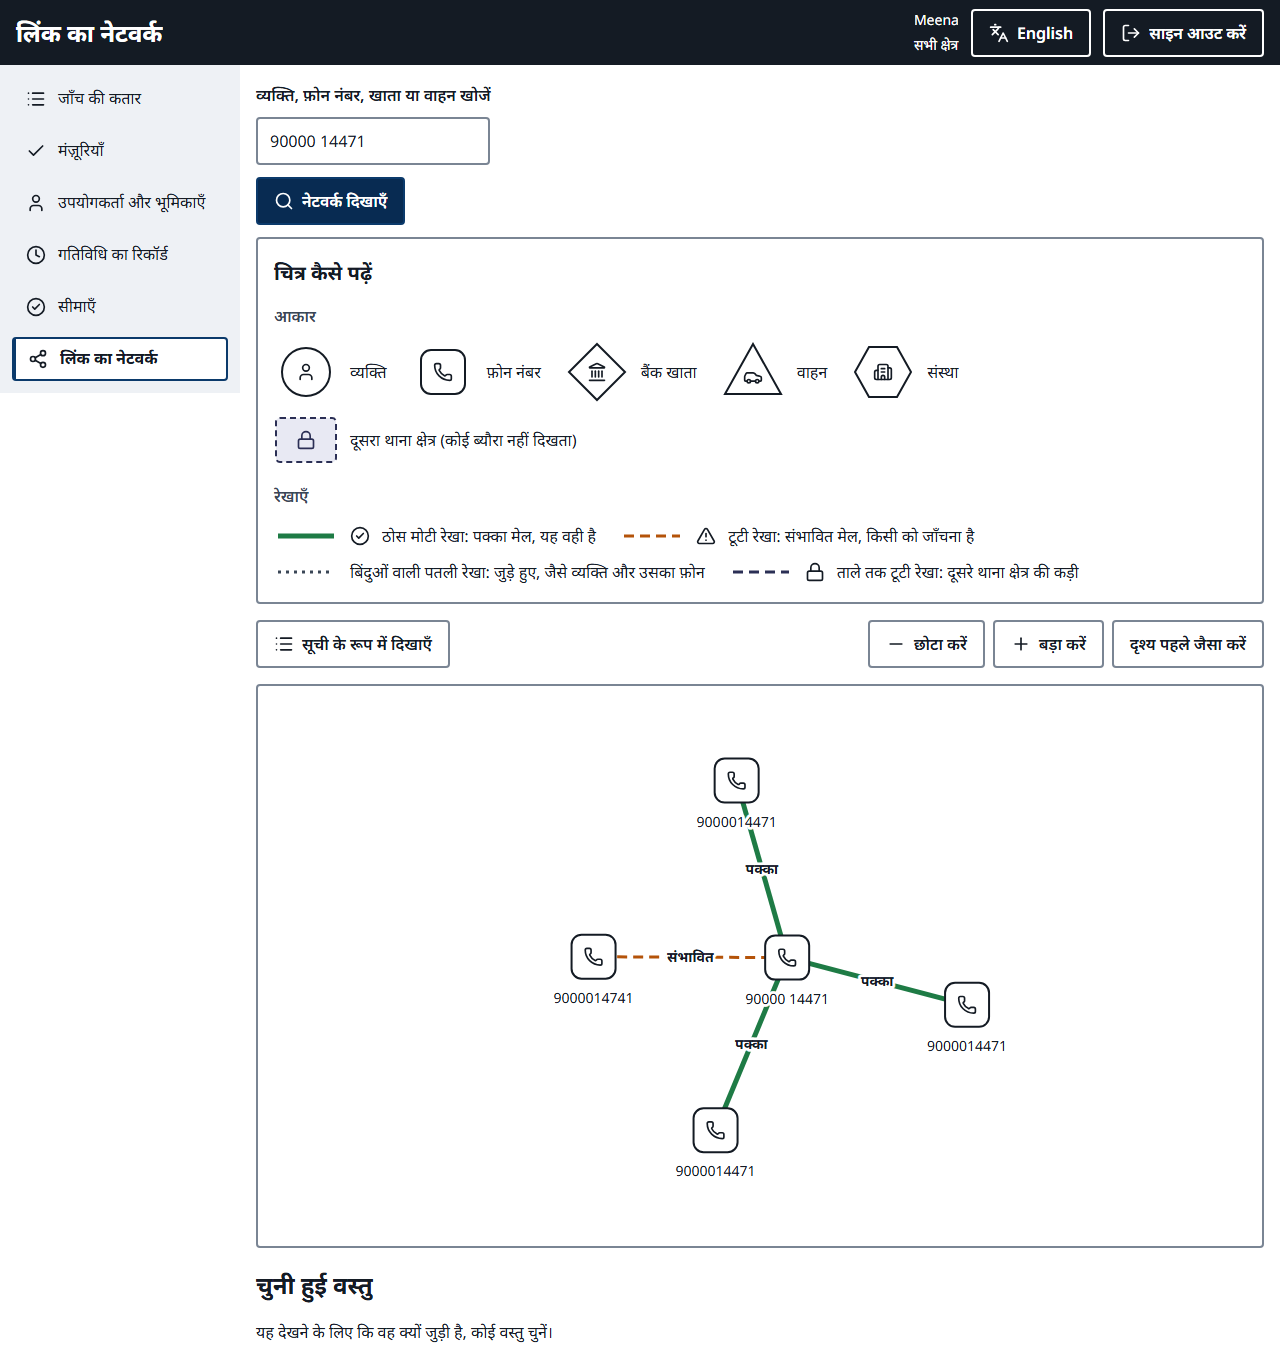 लिंक का नेटवर्क
Meena
सभी क्षेत्र
English
साइन आउट करें
जाँच की कतार
मंज़ूरियाँ
उपयोगकर्ता और भूमिकाएँ
गतिविधि का रिकॉर्ड
सीमाएँ
लिंक का नेटवर्क
व्यक्ति, फ़ोन नंबर, खाता या वाहन खोजें
90000 14471
नेटवर्क दिखाएँ
चित्र कैसे पढ़ें
आकार
व्यक्ति
फ़ोन नंबर
बैंक खाता
वाहन
संस्था
दूसरा थाना क्षेत्र (कोई ब्यौरा नहीं दिखता)
रेखाएँ
ठोस मोटी रेखा: पक्का मेल, यह वही है
टूटी रेखा: संभावित मेल, किसी को जाँचना है
बिंदुओं वाली पतली रेखा: जुड़े हुए, जैसे व्यक्ति और उसका फ़ोन
ताले तक टूटी रेखा: दूसरे थाना क्षेत्र की कड़ी
सूची के रूप में दिखाएँ
छोटा करें
बड़ा करें
दृश्य पहले जैसा करें
9000014471
पक्का
संभावित
9000014741
90000 14471
पक्का
9000014471
पक्का
9000014471
चुनी हुई वस्तु
यह देखने के लिए कि वह क्यों जुड़ी है, कोई वस्तु चुनें।